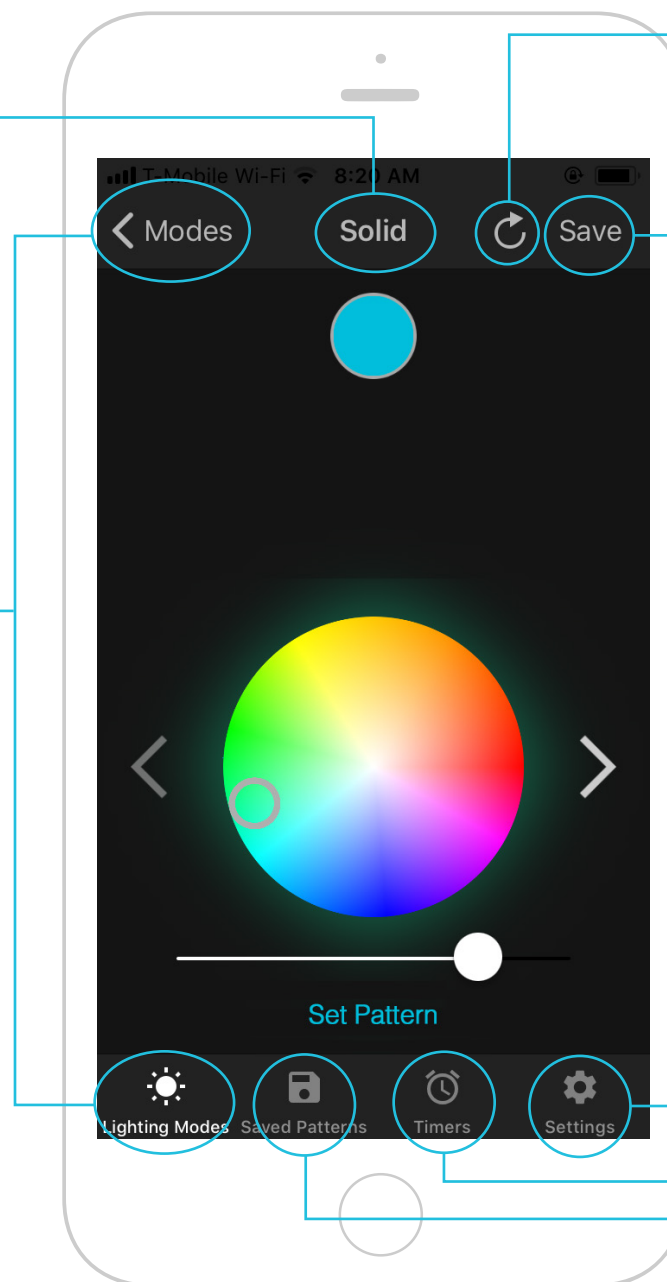 T-Mobile Wi-Fi 8:20 AM
Modes Solid Save
Set Pattern
Lighting Modes Saved Patterns Timers Settings